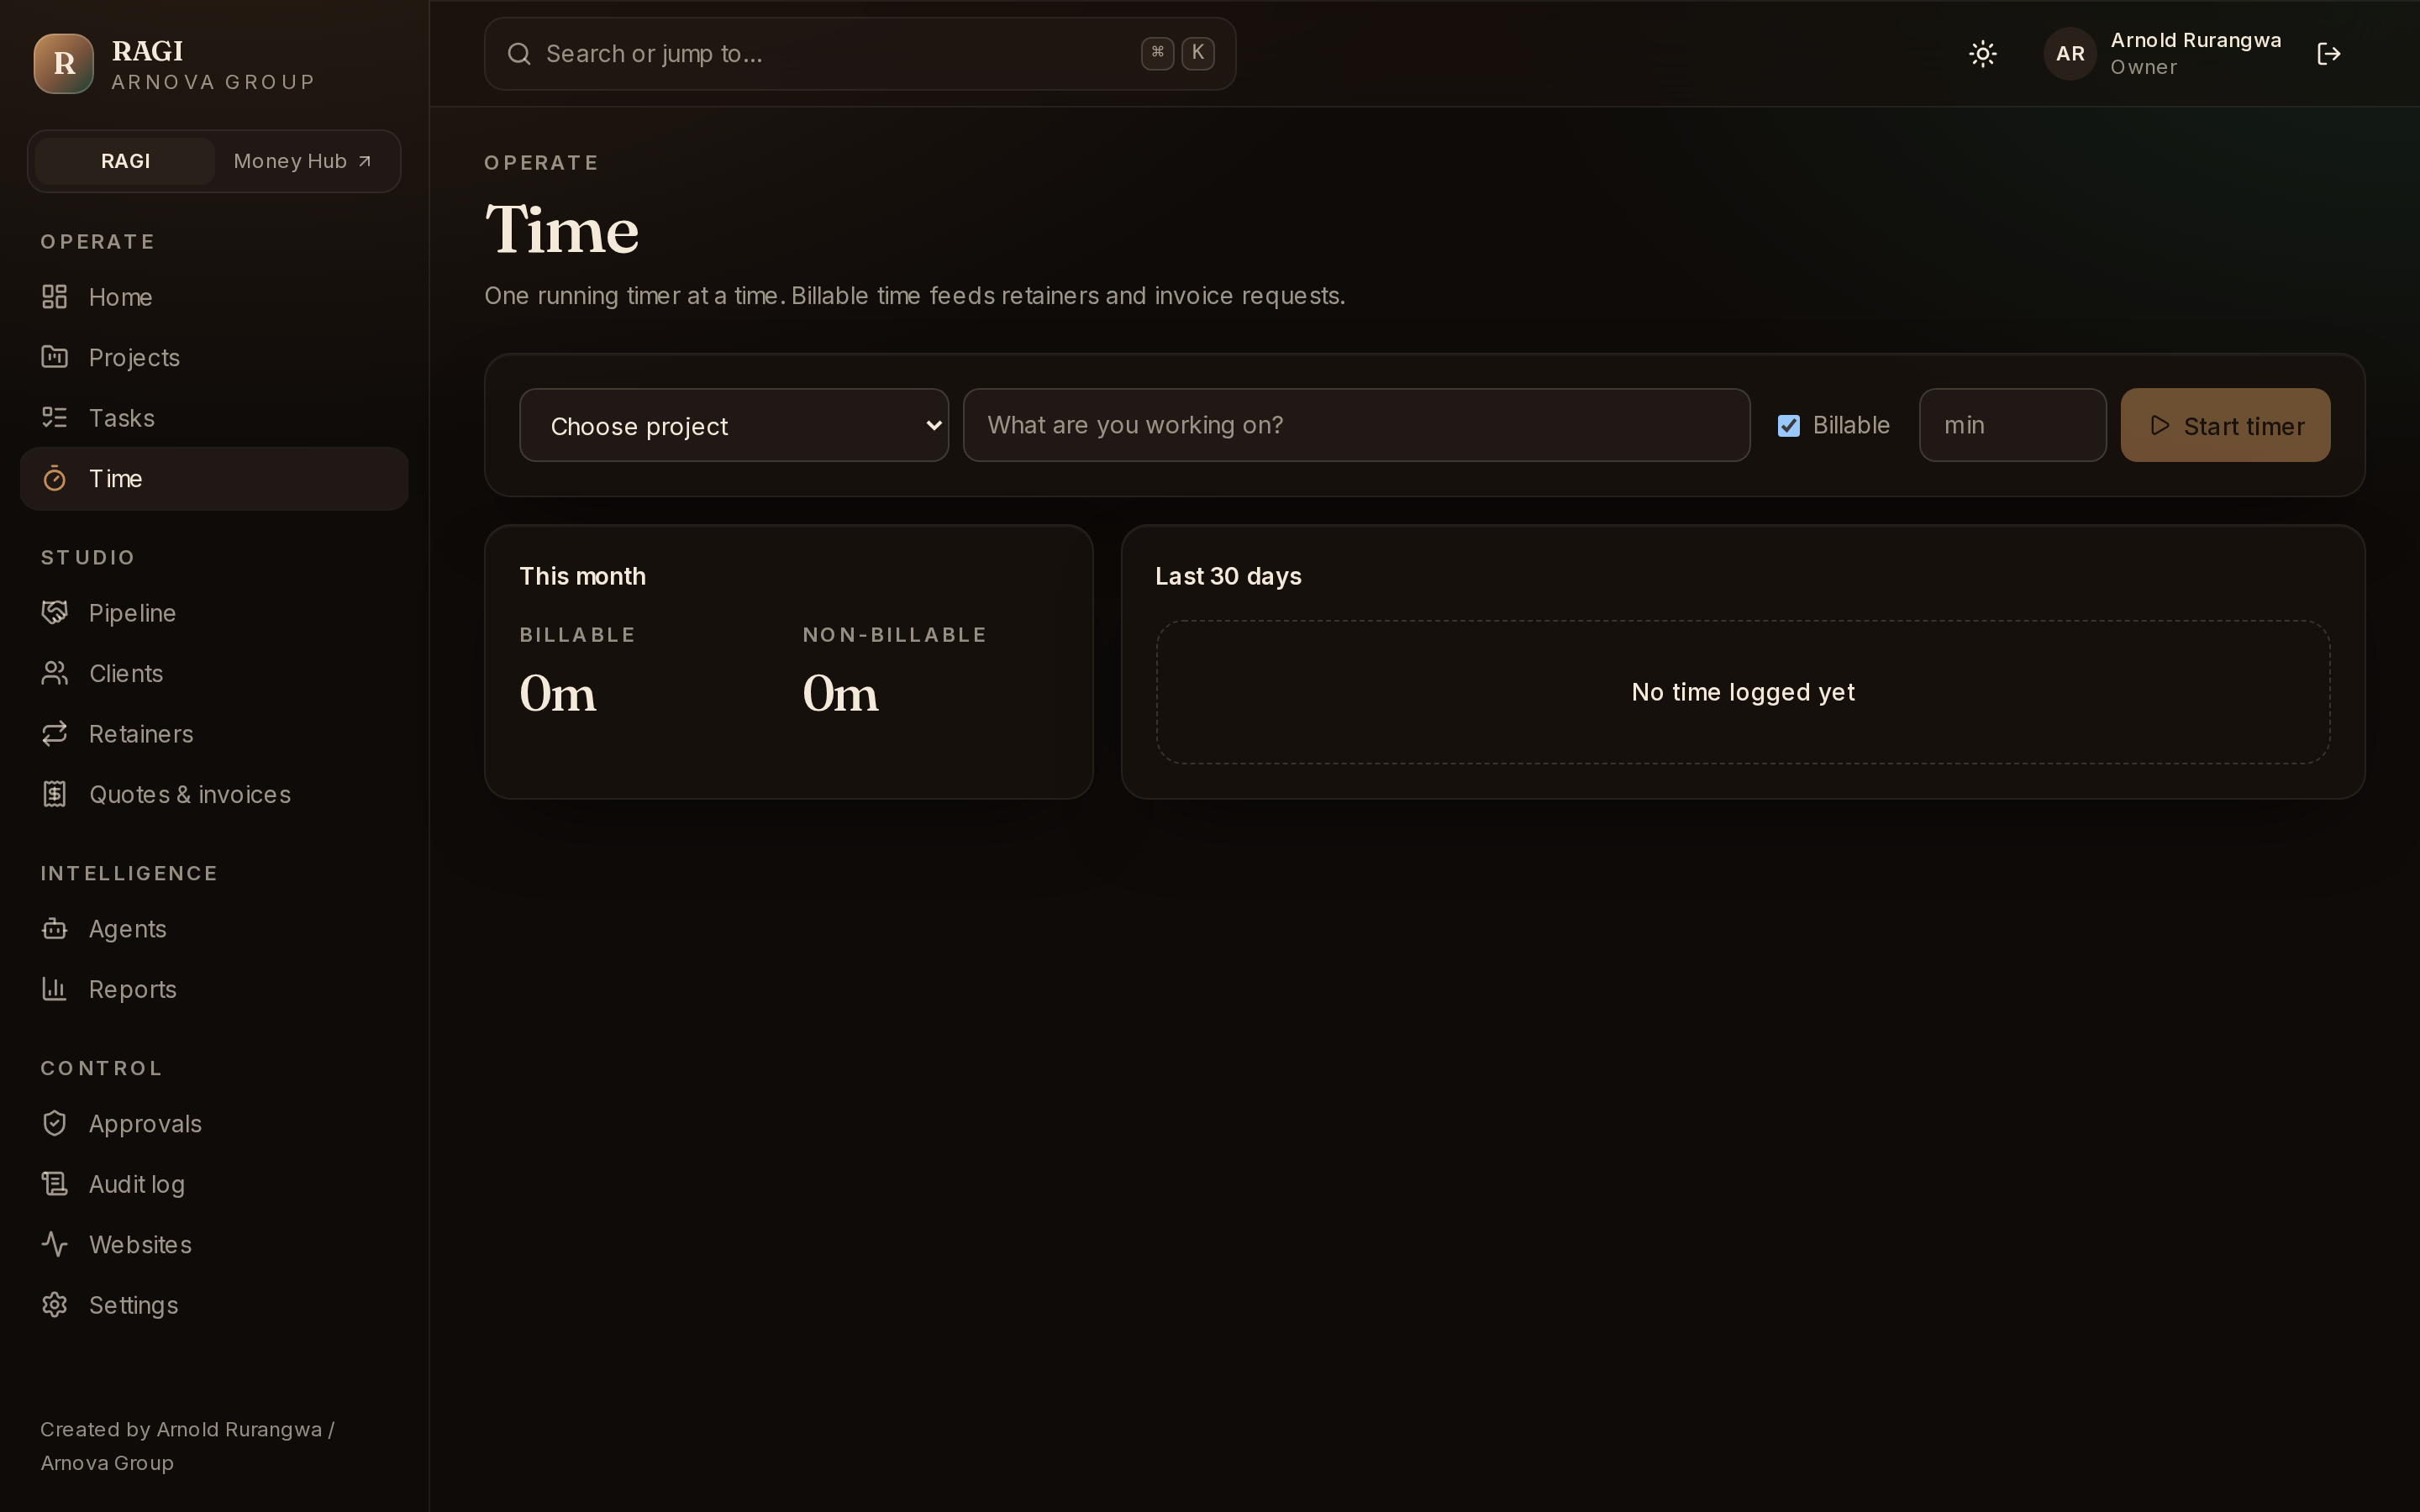 R
RAGI
ARNOVA GROUP
RAGI
Money Hub
OPERATE
Home
Projects
Tasks
Time
STUDIO
Pipeline
Clients
Retainers
Quotes & invoices
INTELLIGENCE
Agents
Reports
CONTROL
Approvals
Audit log
Websites
Settings
Created by Arnold Rurangwa /
Arnova Group
Search or jump to...
⌘ K
AR
Arnold Rurangwa
Owner
OPERATE
Time
One running timer at a time. Billable time feeds retainers and invoice requests.
Choose project
What are you working on?
Billable
min
Start timer
This month
BILLABLE
0m
NON-BILLABLE
0m
Last 30 days
No time logged yet